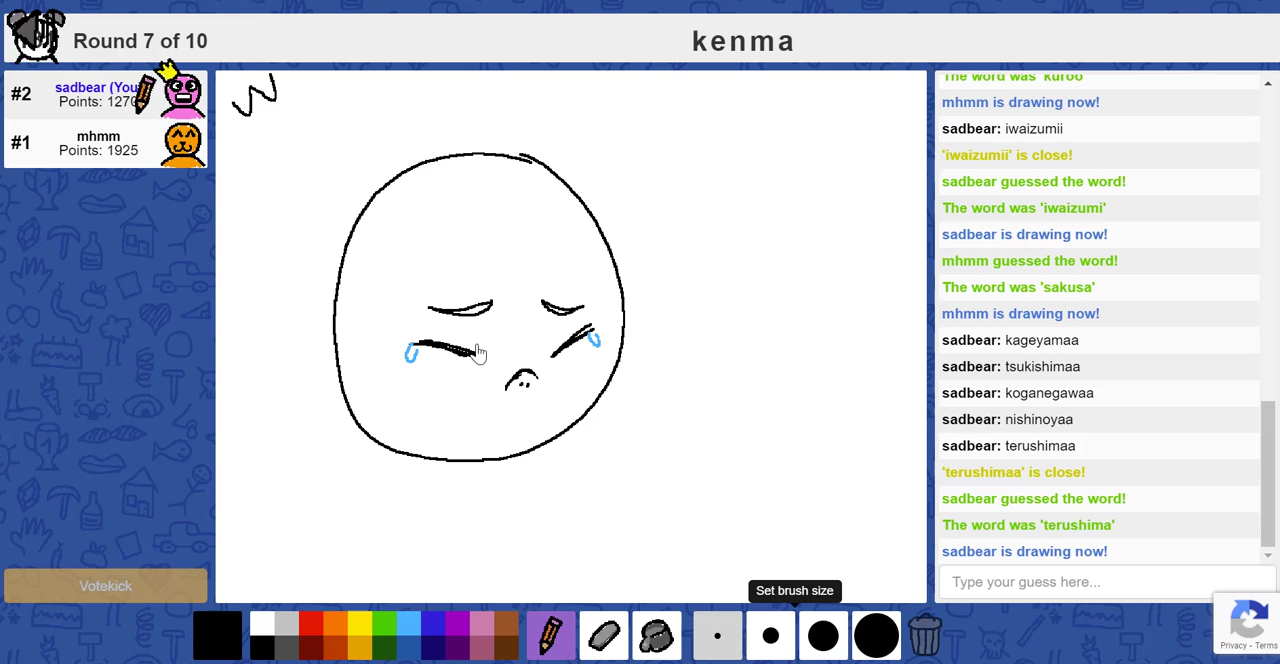 Round 7 of 10
kenma
#2
sadbear (You
Points: 1270
#1
mhmm
Points: 1925
The word was 'kuroo'
mhmm is drawing now!
sadbear: iwaizumii
'iwaizumii' is close!
sadbear guessed the word!
The word was 'iwaizumi'
sadbear is drawing now!
mhmm guessed the word!
The word was 'sakusa'
mhmm is drawing now!
sadbear: kageyamaa
sadbear: tsukishimaa
sadbear: koganegawaa
sadbear: nishinoyaa
sadbear: terushimaa
'terushimaa' is close!
sadbear guessed the word!
The word was 'terushima'
sadbear is drawing now!
Type your guess here...
Votekick
Set brush size
Privacy - Terms